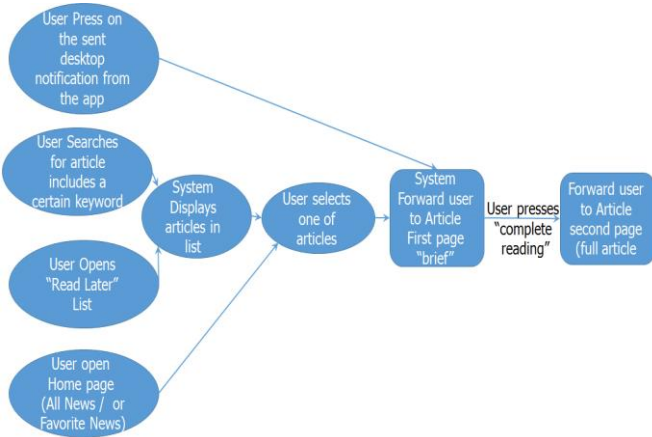 User Press on
the sent
desktop
notification from
the app
User Searches
for article
includes a
certain keyword
User Opens
“Read Later”
List
User open
Home page
(All News / or
Favorite News)
System
Displays
articles in
list
User selects
one of
articles
System
Forward user
to Article
First page
“brief”
User presses
“complete
reading”
Forward user
to Article
second page
(full article